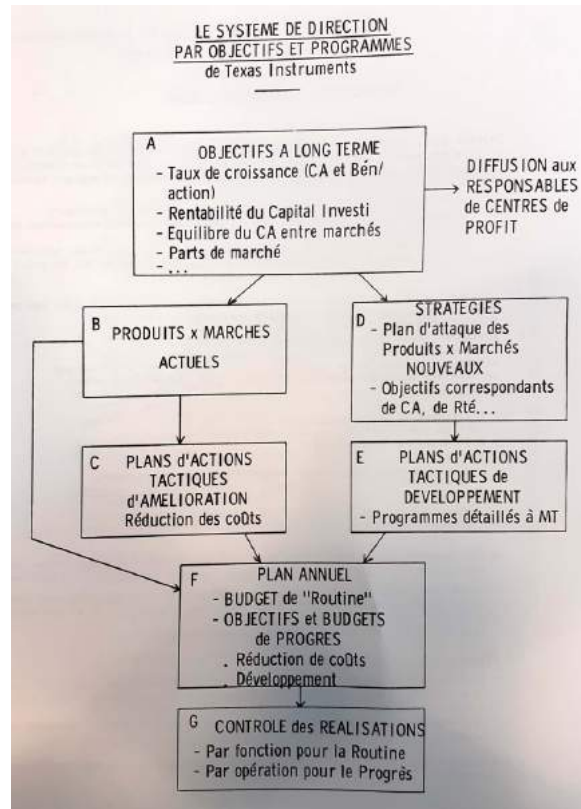 LE SYSTEME DE DIRECTION
PAR OBJECTIFS ET PROGRAMMES
de Texas Instruments
A
OBJECTIFS A LONG TERME
- Taux de croissance (CA et Bén/
action)
- Rentabilité du Capital Investi
- Equilibre du CA entre marchés
- Parts de marché
- ...
DIFFUSION aux
RESPONSABLES
de CENTRES de
PROFIT
B
PRODUITS x MARCHES
ACTUELS
D
STRATEGIES
- Plan d'attaque des
Produits x Marchés
NOUVEAUX
- Objectifs correspondants
de CA, de Rté...
C
PLANS d'ACTIONS
TACTIQUES
d'AMELIORATION
Réduction des coûts
E
PLANS d'ACTIONS
TACTIQUES de
DEVELOPPEMENT
- Programmes détaillés à MT
F
PLAN ANNUEL
- BUDGET de "Routine"
- OBJECTIFS et BUDGETS
de PROGRES
. Réduction de coûts
. Développement
G
CONTROLE des REALISATIONS
- Par fonction pour la Routine
- Par opération pour le Progrès